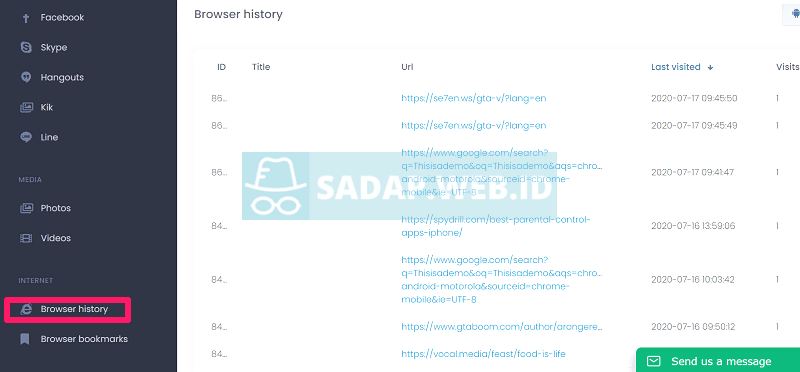 Facebook
Skype
Hangouts
Kik
Line
MEDIA
Photos
Videos
INTERNET
Browser history
Browser bookmarks
Browser history
ID Title Url Last visited Visits
86... https://se7en.ws/gta-v/?lang=en 2020-07-17 09:45:50 1
86... https://se7en.ws/gta-v/?lang=en 2020-07-17 09:45:49 1
https://www.google.com/search?
86... q=Thisisademo&oq=Thisisademo&aqs=chro... 2020-07-17 09:41:47 1
android-motorola&sourceid=chrome-
mobile&ie=UTF-8
SADAP.WEB.ID
84... https://spydrill.com/best-parental-control- 2020-07-16 13:59:06 1
apps-iphone/
https://www.google.com/search?
84... q=Thisisademo&oq=Thisisademo&aqs=chro... 2020-07-16 10:03:42 1
android-motorola&sourceid=chrome-
mobile&ie=UTF-8
84... https://www.gtaboom.com/author/arongere... 2020-07-16 09:50:12 1
84... https://vocal.media/feast/food-is-life
Send us a message